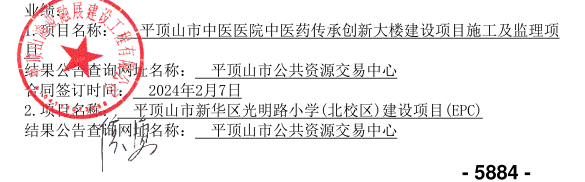 业绩:
1.项目名称: 平顶山市中医医院中医药传承创新大楼建设项目施工及监理项
目
结果公告查询网址名称: 平顶山市公共资源交易中心
合同签订时间: 2024年2月7日
2.项目名称: 平顶山市新华区光明路小学(北校区)建设项目(EPC)
结果公告查询网址名称: 平顶山市公共资源交易中心
- 5884 -